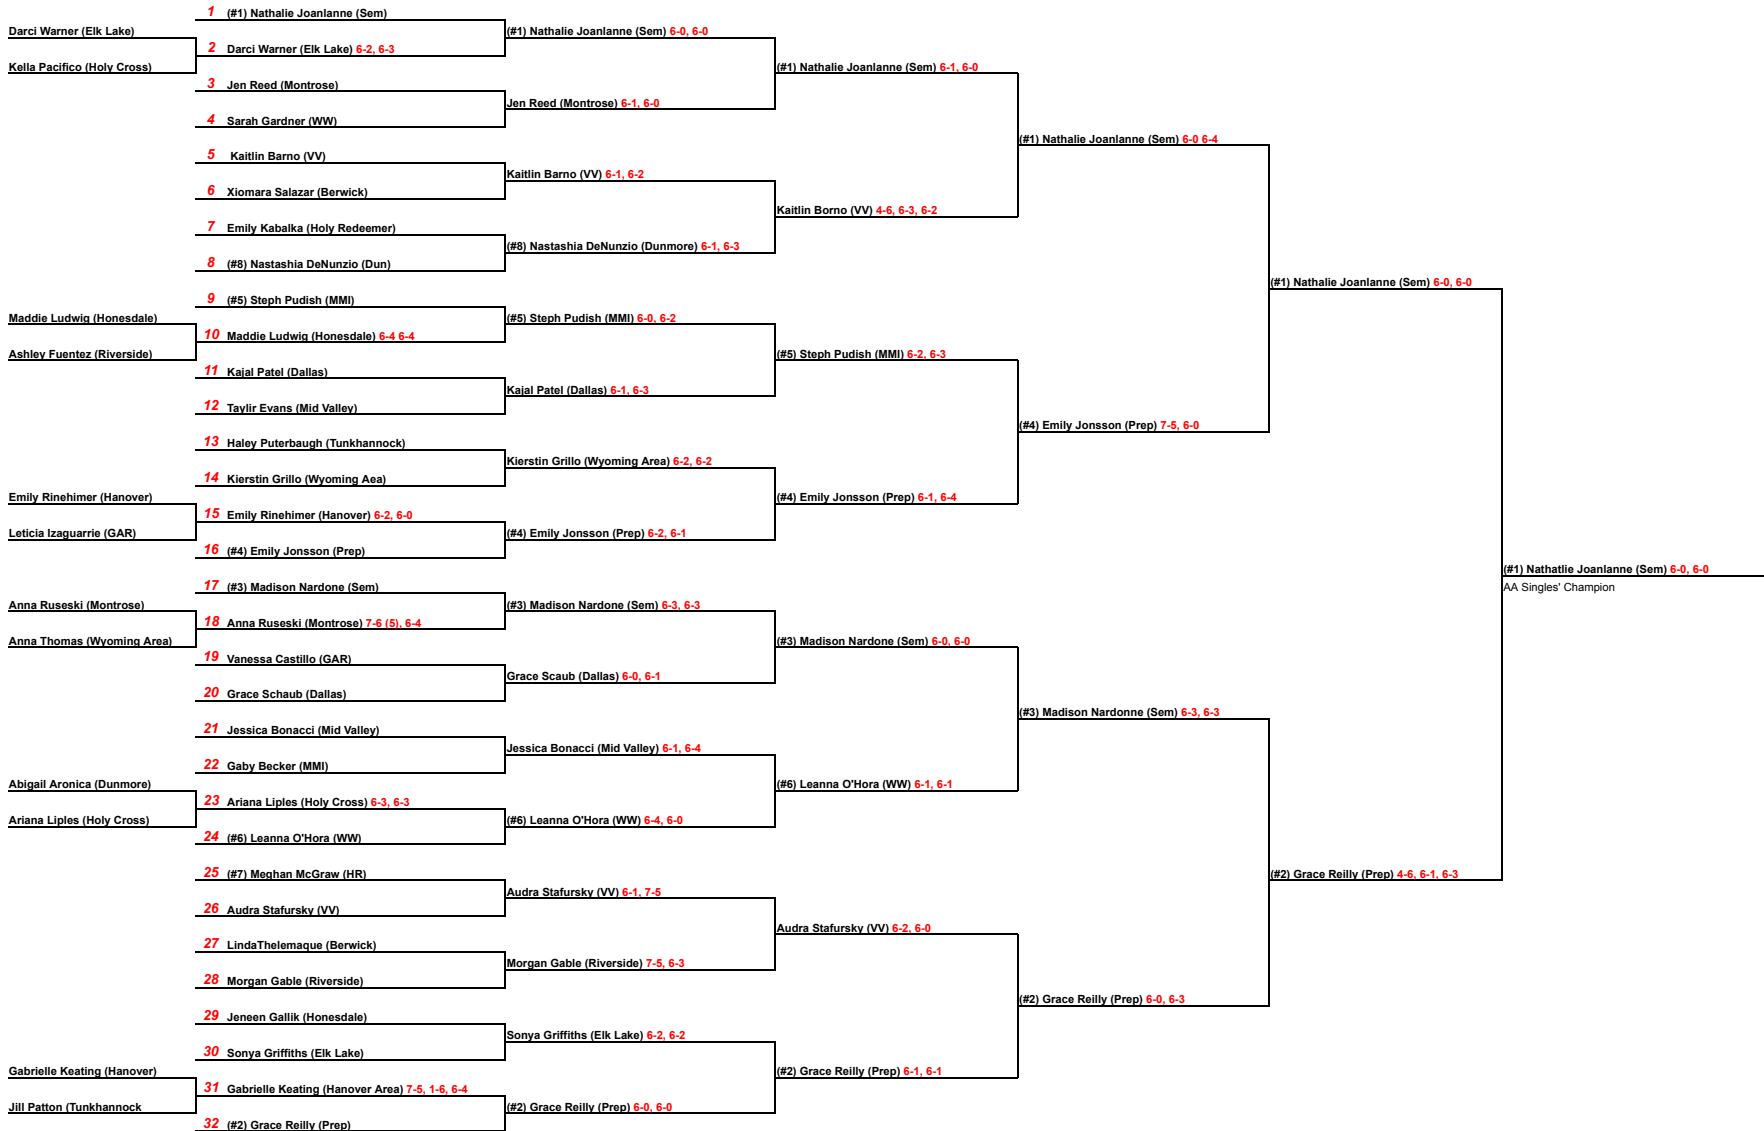 1 (#1) Nathalie Joanlanne (Sem)
Darci Warner (Elk Lake)
(#1) Nathalie Joanlanne (Sem) 6-0, 6-0
2 Darci Warner (Elk Lake) 6-2, 6-3
Kella Pacifico (Holy Cross)
(#1) Nathalie Joanlanne (Sem) 6-1, 6-0
3 Jen Reed (Montrose)
Jen Reed (Montrose) 6-1, 6-0
4 Sarah Gardner (WW)
(#1) Nathalie Joanlanne (Sem) 6-0 6-4
5 Kaitlin Barno (VV)
Kaitlin Barno (VV) 6-1, 6-2
6 Xiomara Salazar (Berwick)
Kaitlin Borno (VV) 4-6, 6-3, 6-2
7 Emily Kabalka (Holy Redeemer)
(#8) Nastashia DeNunzio (Dunmore) 6-1, 6-3
8 (#8) Nastashia DeNunzio (Dun)
(#1) Nathalie Joanlanne (Sem) 6-0, 6-0
9 (#5) Steph Pudish (MMI)
Maddie Ludwig (Honesdale)
(#5) Steph Pudish (MMI) 6-0, 6-2
10 Maddie Ludwig (Honesdale) 6-4 6-4
Ashley Fuentez (Riverside)
(#5) Steph Pudish (MMI) 6-2, 6-3
11 Kajal Patel (Dallas)
Kajal Patel (Dallas) 6-1, 6-3
12 Taylir Evans (Mid Valley)
(#4) Emily Jonsson (Prep) 7-5, 6-0
13 Haley Puterbaugh (Tunkhannock)
Kierstin Grillo (Wyoming Area) 6-2, 6-2
14 Kierstin Grillo (Wyoming Aea)
Emily Rinehimer (Hanover)
(#4) Emily Jonsson (Prep) 6-1, 6-4
15 Emily Rinehimer (Hanover) 6-2, 6-0
Leticia Izaguarrie (GAR)
(#4) Emily Jonsson (Prep) 6-2, 6-1
16 (#4) Emily Jonsson (Prep)
(#1) Nathatlie Joanlanne (Sem) 6-0, 6-0
AA Singles' Champion
17 (#3) Madison Nardone (Sem)
Anna Ruseski (Montrose)
(#3) Madison Nardone (Sem) 6-3, 6-3
18 Anna Ruseski (Montrose) 7-6 (5), 6-4
Anna Thomas (Wyoming Area)
(#3) Madison Nardone (Sem) 6-0, 6-0
19 Vanessa Castillo (GAR)
Grace Scaub (Dallas) 6-0, 6-1
20 Grace Schaub (Dallas)
(#3) Madison Nardonne (Sem) 6-3, 6-3
21 Jessica Bonacci (Mid Valley)
Jessica Bonacci (Mid Valley) 6-1, 6-4
22 Gaby Becker (MMI)
Abigail Aronica (Dunmore)
(#6) Leanna O'Hora (WW) 6-1, 6-1
23 Ariana Liples (Holy Cross) 6-3, 6-3
Ariana Liples (Holy Cross)
(#6) Leanna O'Hora (WW) 6-4, 6-0
24 (#6) Leanna O'Hora (WW)
25 (#7) Meghan McGraw (HR)
(#2) Grace Reilly (Prep) 4-6, 6-1, 6-3
Audra Stafursky (VV) 6-1, 7-5
26 Audra Stafursky (VV)
Audra Stafursky (VV) 6-2, 6-0
27 LindaThelemaque (Berwick)
Morgan Gable (Riverside) 7-5, 6-3
28 Morgan Gable (Riverside)
(#2) Grace Reilly (Prep) 6-0, 6-3
29 Jeneen Gallik (Honesdale)
Sonya Griffiths (Elk Lake) 6-2, 6-2
30 Sonya Griffiths (Elk Lake)
Gabrielle Keating (Hanover)
(#2) Grace Reilly (Prep) 6-1, 6-1
31 Gabrielle Keating (Hanover Area) 7-5, 1-6, 6-4
Jill Patton (Tunkhannock
(#2) Grace Reilly (Prep) 6-0, 6-0
32 (#2) Grace Reilly (Prep)